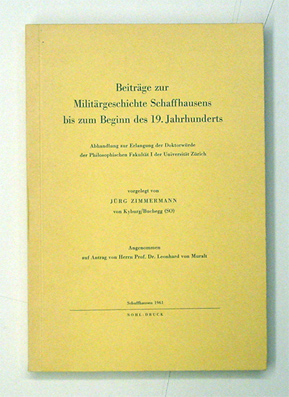 Beiträge zur
Militärgeschichte Schaffhausens
bis zum Beginn des 19. Jahrhunderts
Abhandlung zur Erlangung der Doktorwürde
der Philosophischen Fakultät I der Universität Zürich
vorgelegt von
JÜRG ZIMMERMANN
von Kyburg/Buchegg (SO)
Angenommen
auf Antrag von Herrn Prof. Dr. Leonhard von Muralt
Schaffhausen 1961
BOHL-DRUCK